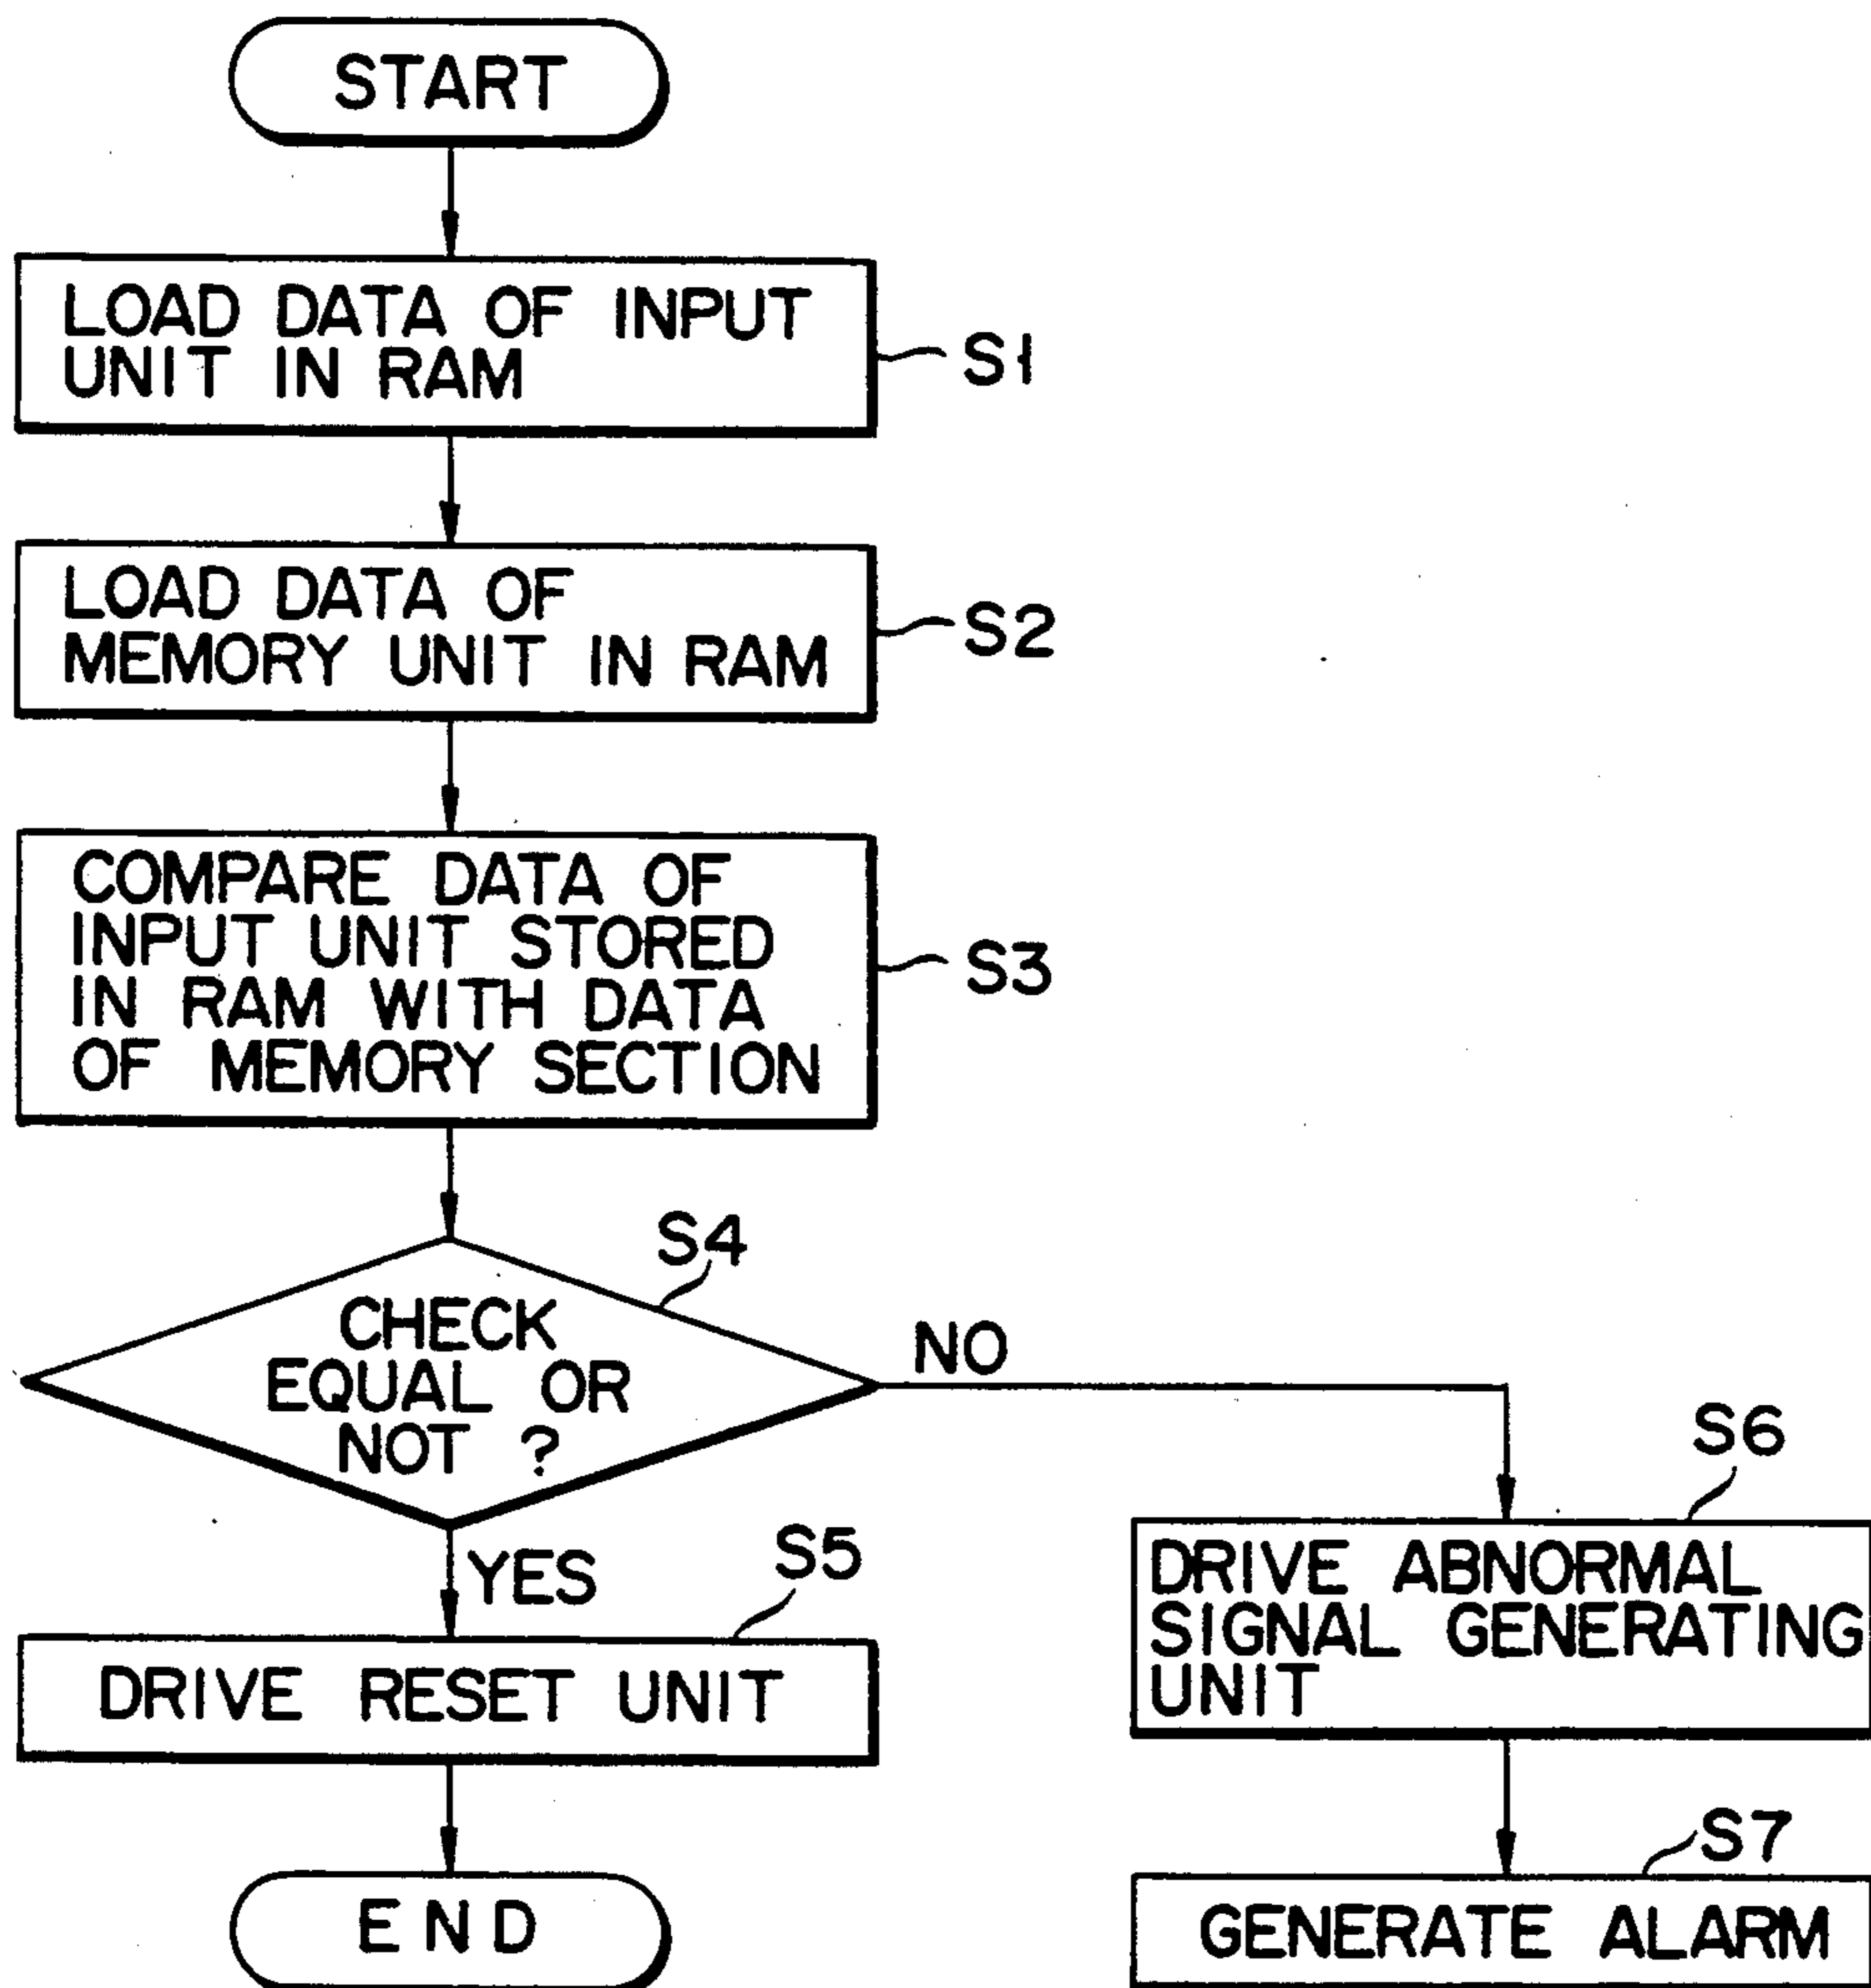 START
LOAD DATA OF INPUT
UNIT IN RAM
S1
LOAD DATA OF
MEMORY UNIT IN RAM
S2
COMPARE DATA OF
INPUT UNIT STORED
IN RAM WITH DATA
OF MEMORY SECTION
S3
S4
CHECK
EQUAL OR
NOT ?
NO
YES
S5
DRIVE RESET UNIT
END
S6
DRIVE ABNORMAL
SIGNAL GENERATING
UNIT
S7
GENERATE ALARM